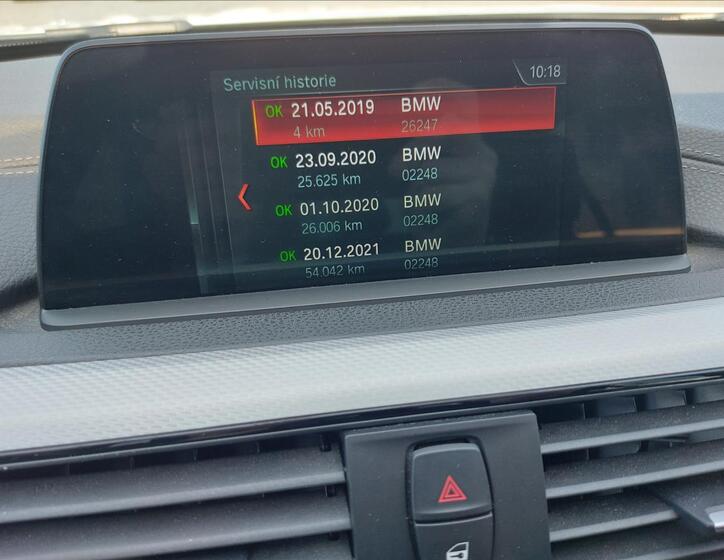 Servisní historie
10:18
OK 21.05.2019 BMW
4 km 26247
OK 23.09.2020 BMW
25.625 km 02248
OK 01.10.2020 BMW
26.006 km 02248
OK 20.12.2021 BMW
54.042 km 02248